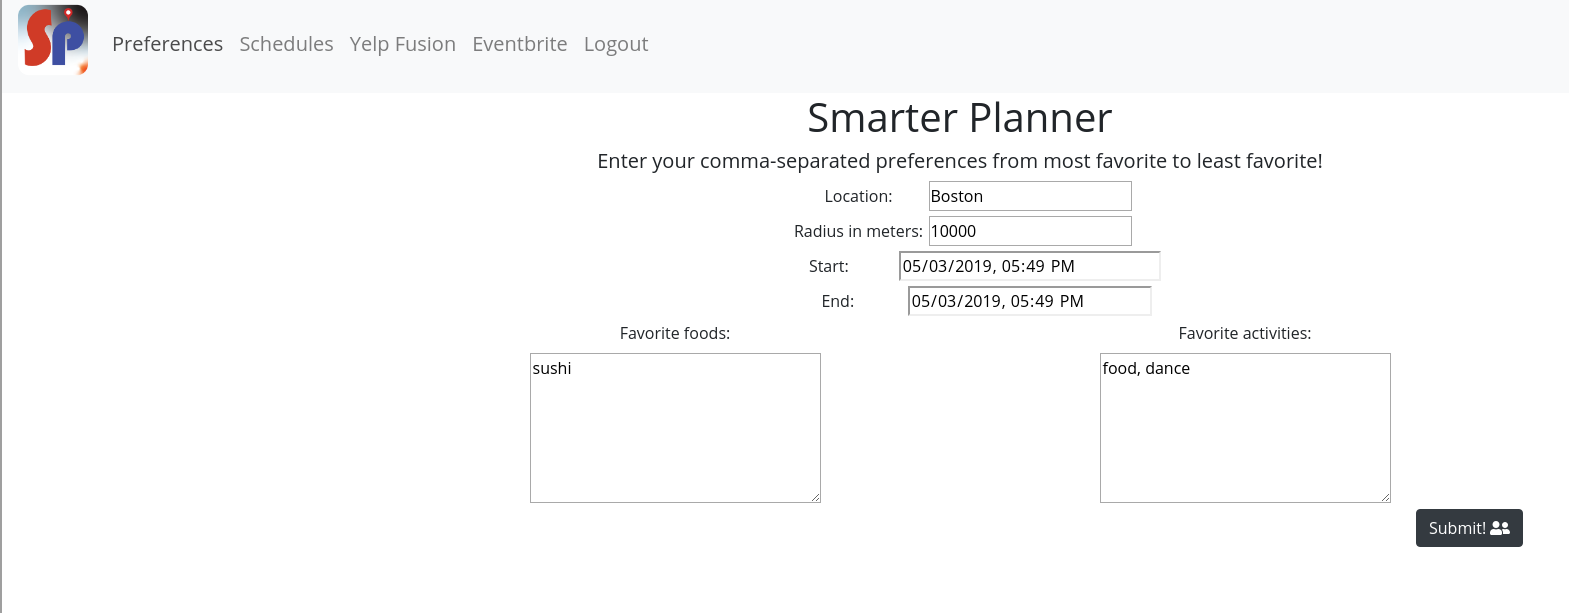 SP
Preferences Schedules Yelp Fusion Eventbrite Logout
Smarter Planner
Enter your comma-separated preferences from most favorite to least favorite!
Location: Boston
Radius in meters: 10000
Start: 05/03/2019, 05:49 PM
End: 05/03/2019, 05:49 PM
Favorite foods: Favorite activities:
sushi food, dance
Submit!